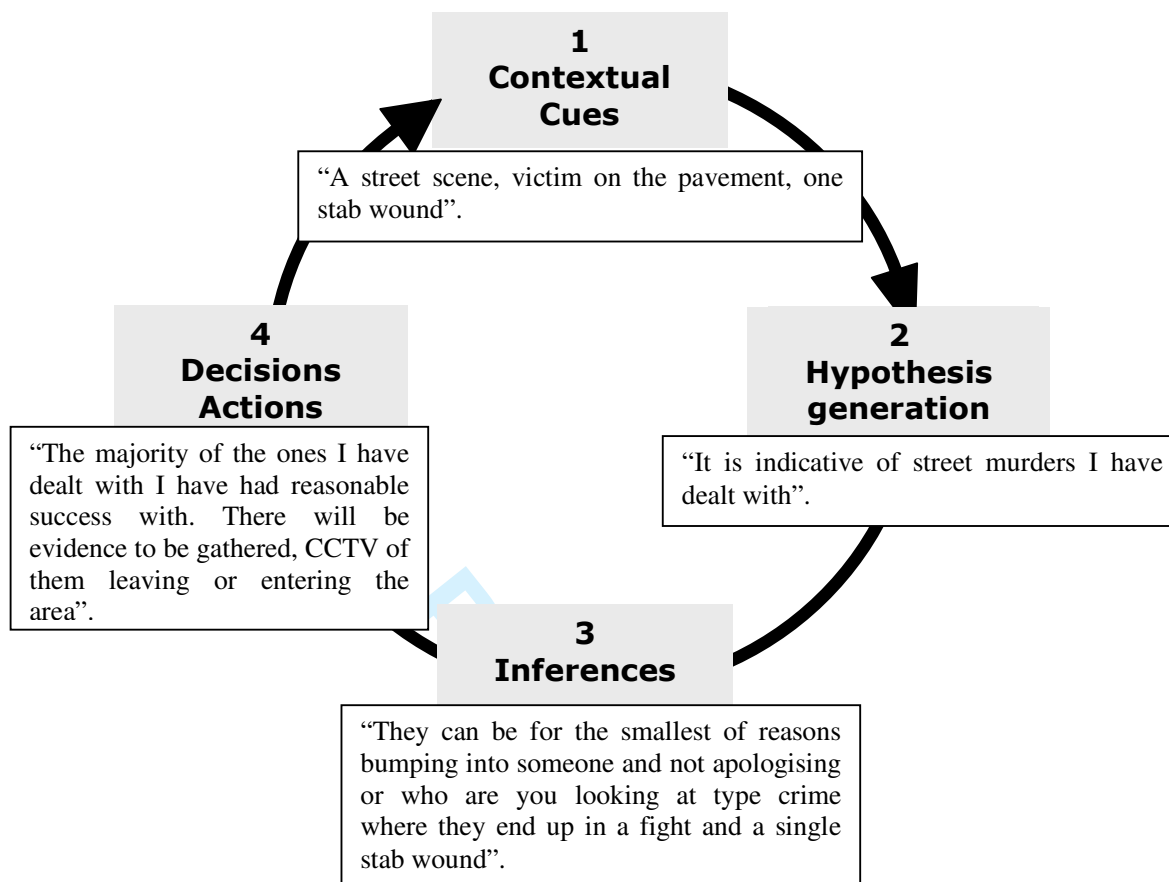 1
Contextual
Cues
“A street scene, victim on the pavement, one
stab wound”.
2
Hypothesis
generation
“It is indicative of street murders I have
dealt with”.
3
Inferences
“They can be for the smallest of reasons
bumping into someone and not apologising
or who are you looking at type crime
where they end up in a fight and a single
stab wound”.
4
Decisions
Actions
“The majority of the ones I have
dealt with I have had reasonable
success with. There will be
evidence to be gathered, CCTV of
them leaving or entering the
area”.